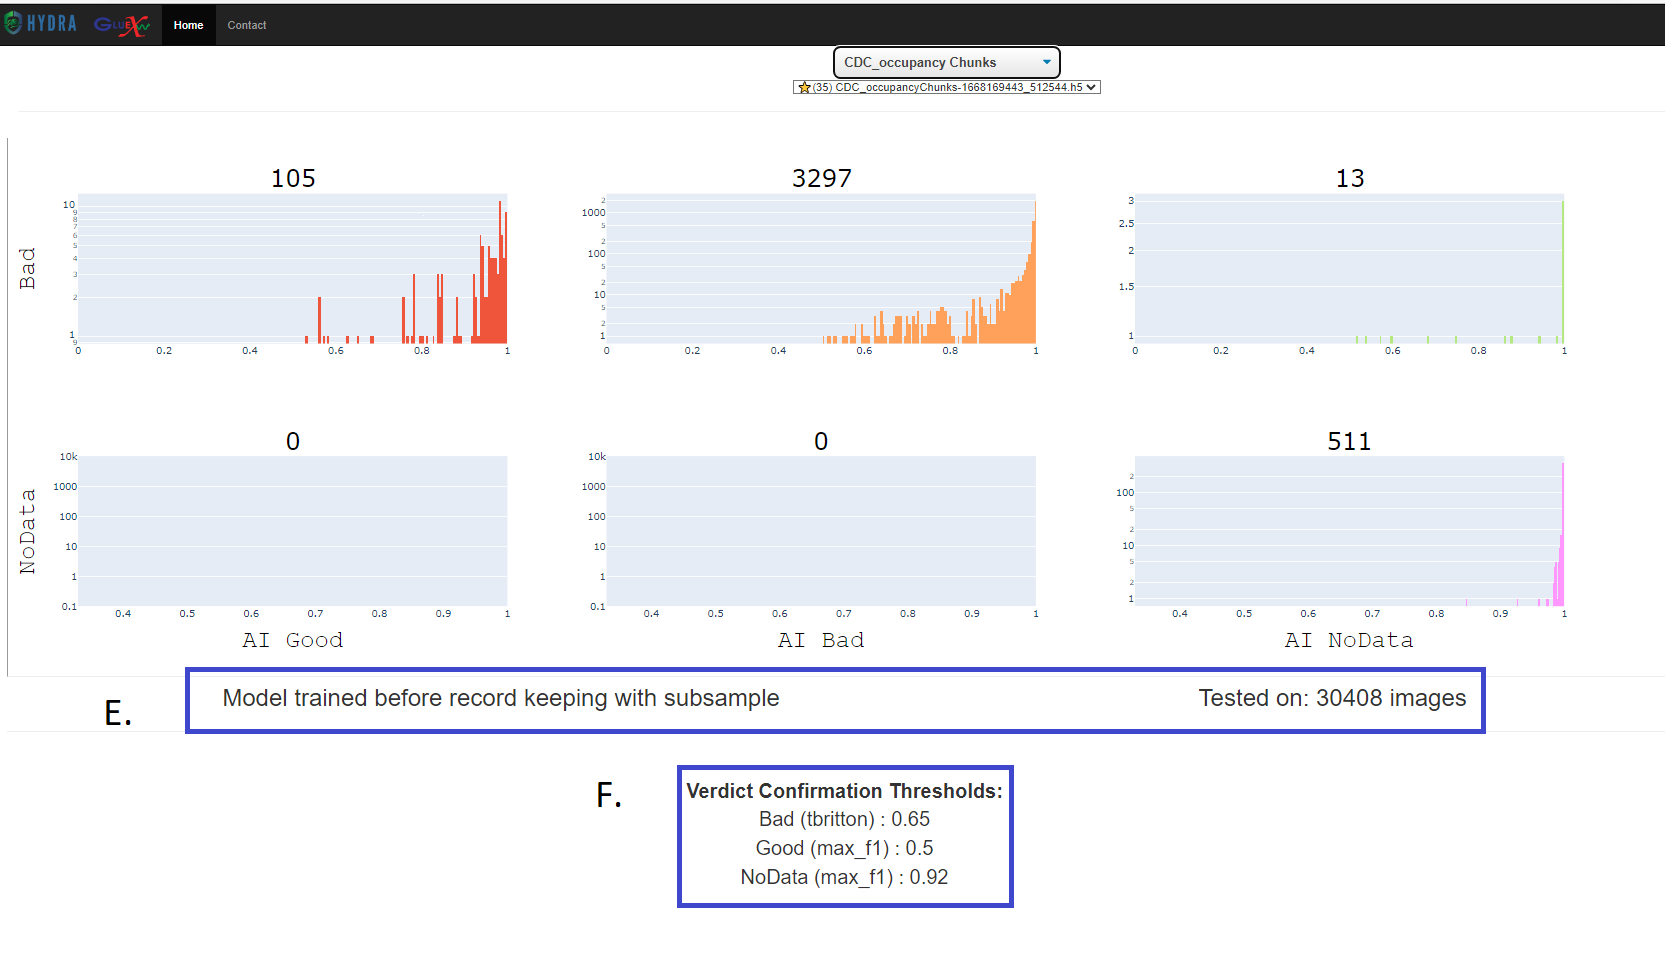 HYDRA GLUEX Home Contact
CDC_occupancy Chunks
(35) CDC_occupancyChunks-1668169443_512544.h5
105 3297 13
Bad
10 9 8 7 6 5 4 3 2 1 9
0 0.2 0.4 0.6 0.8 1
2 1000 5 2 100 5 2 10 5 2 1
0 0.2 0.4 0.6 0.8 1
3 2.5 2 1.5 1
0 0.2 0.4 0.6 0.8 1
0 0 511
NoData
10k 1000 100 10 1 0.1
0.4 0.5 0.6 0.7 0.8 0.9 1
10k 1000 100 10 1 0.1
0.4 0.5 0.6 0.7 0.8 0.9 1
2 100 5 2 10 5 2 1
0.4 0.5 0.6 0.7 0.8 0.9 1
AI Good AI Bad AI NoData
E. Model trained before record keeping with subsample Tested on: 30408 images
F. Verdict Confirmation Thresholds:
Bad (tbritton) : 0.65
Good (max_f1) : 0.5
NoData (max_f1) : 0.92